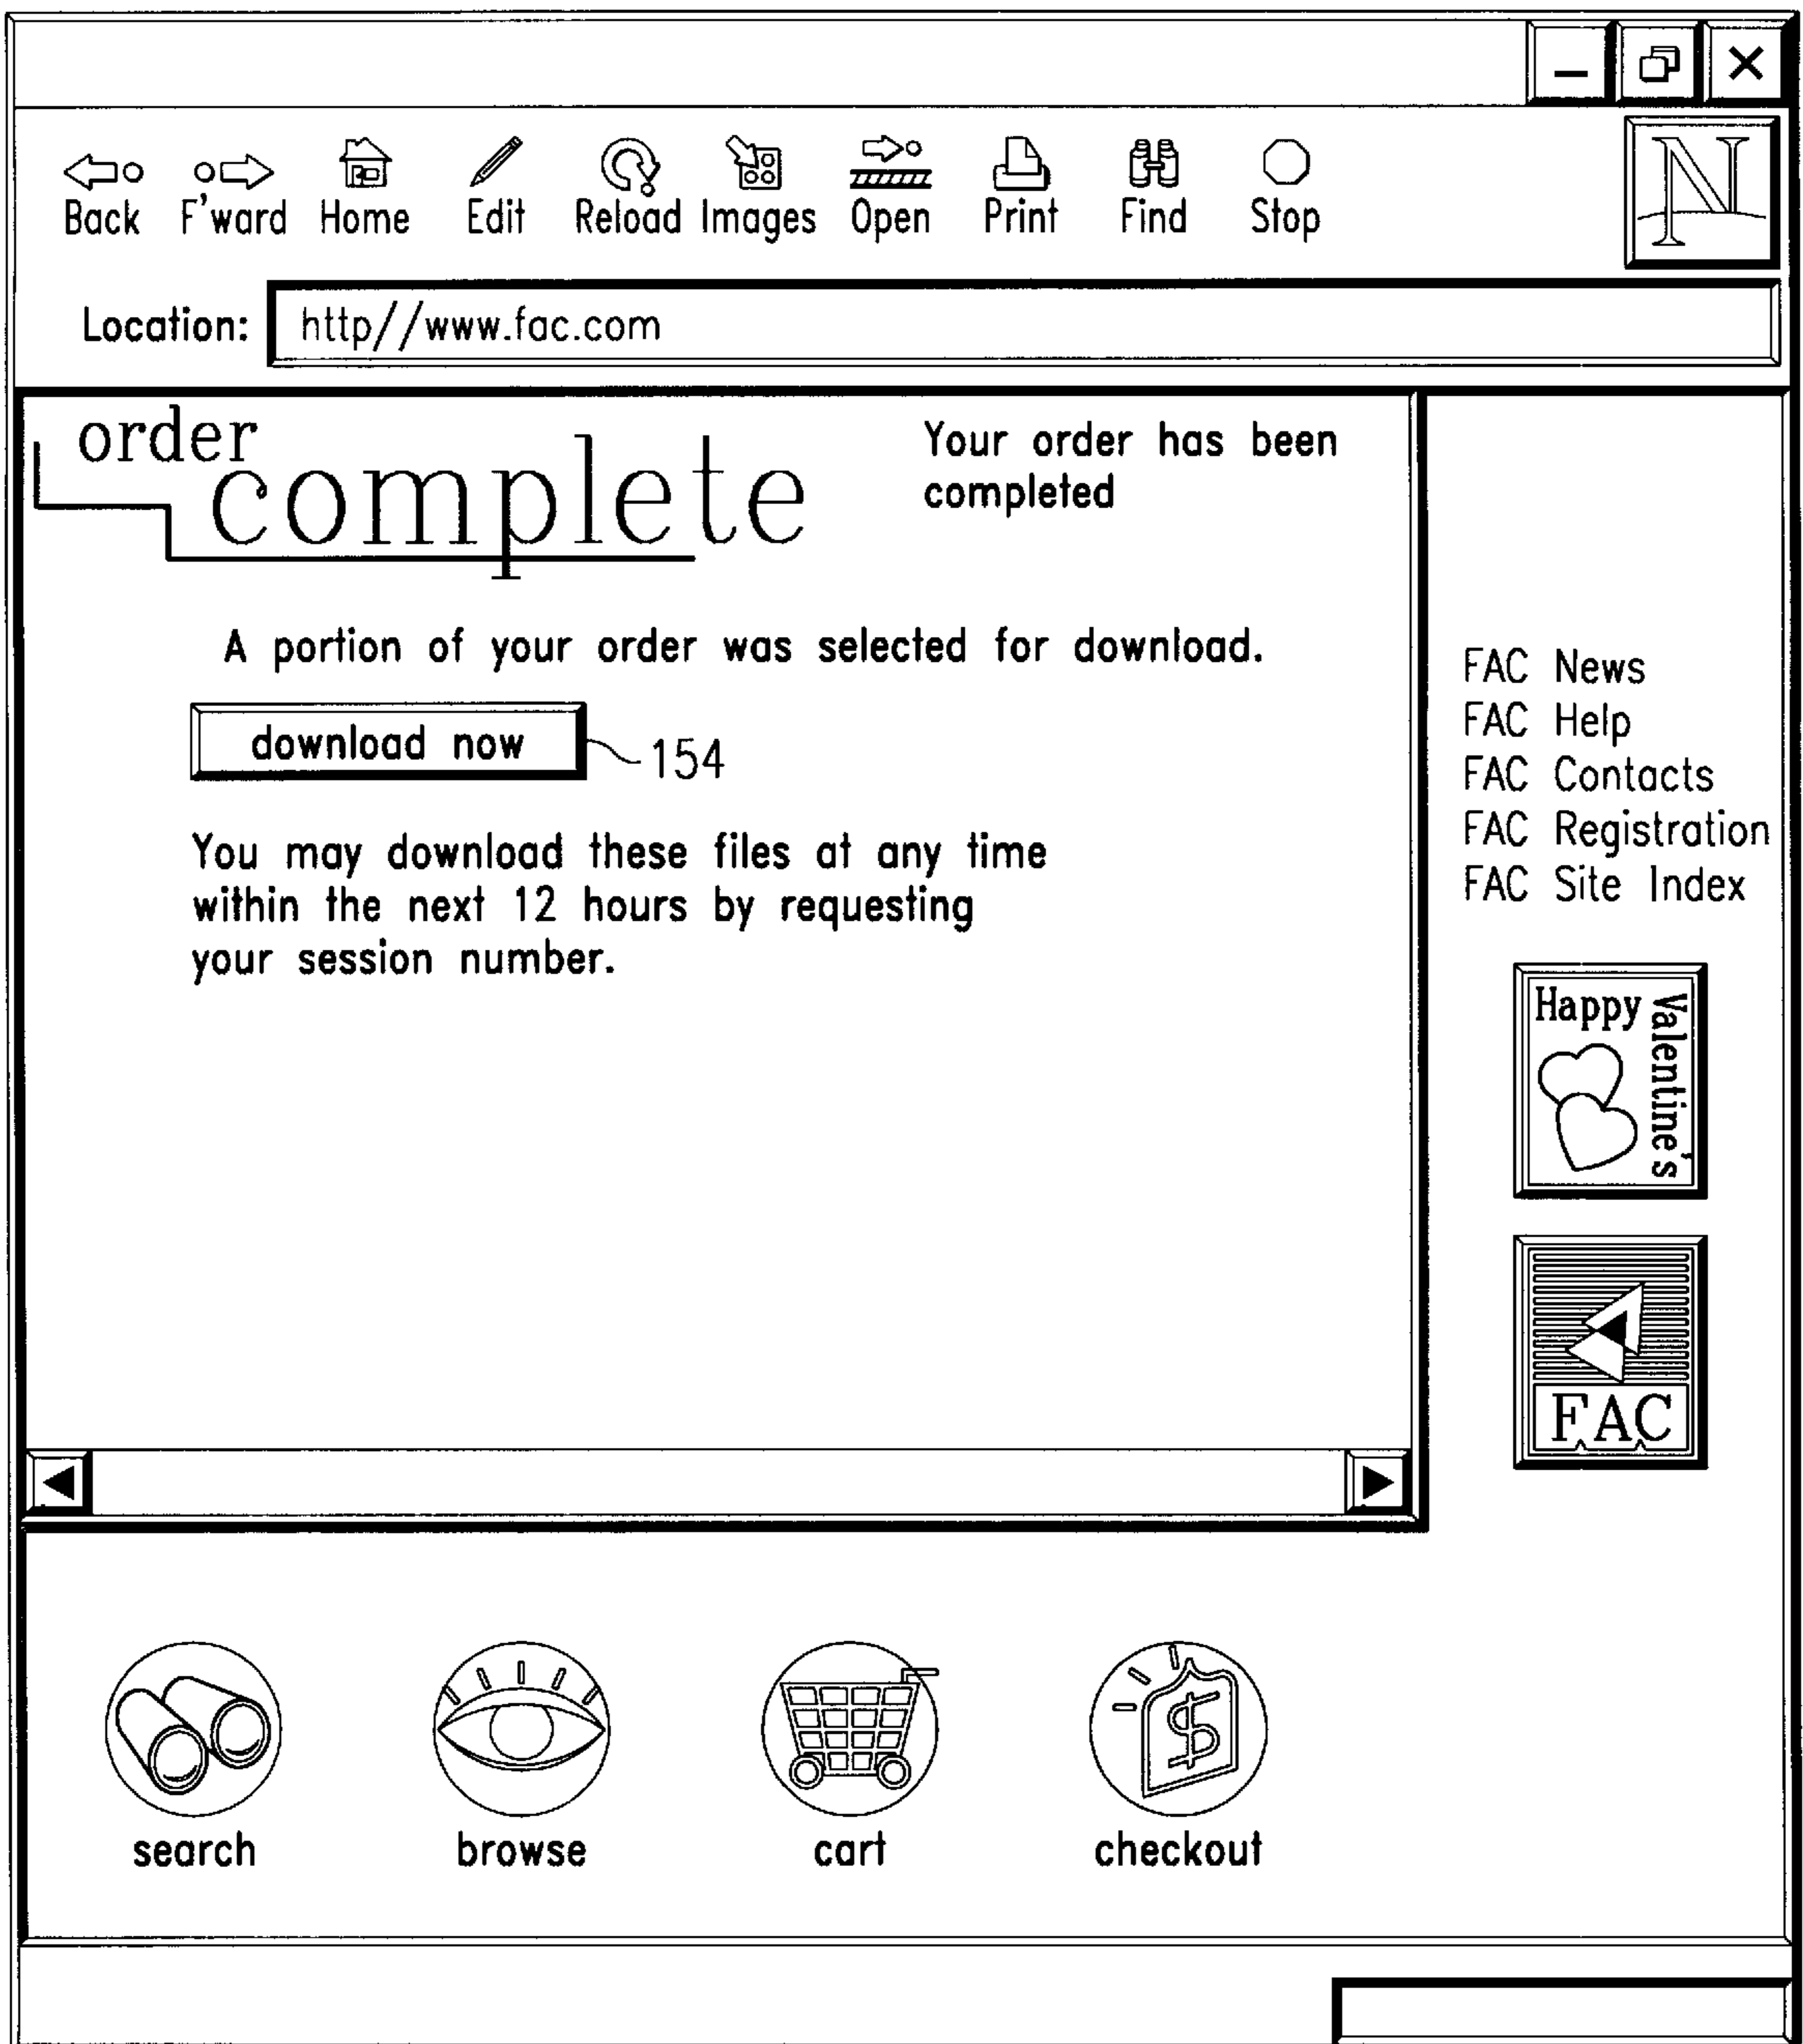 Back F'ward Home Edit Reload Images Open Print Find Stop
N
Location: http//www.fac.com
order
complete
Your order has been
completed
A portion of your order was selected for download.
download now
154
You may download these files at any time
within the next 12 hours by requesting
your session number.
FAC News
FAC Help
FAC Contacts
FAC Registration
FAC Site Index
Happy
Valentine's
FAC
$
search browse cart checkout